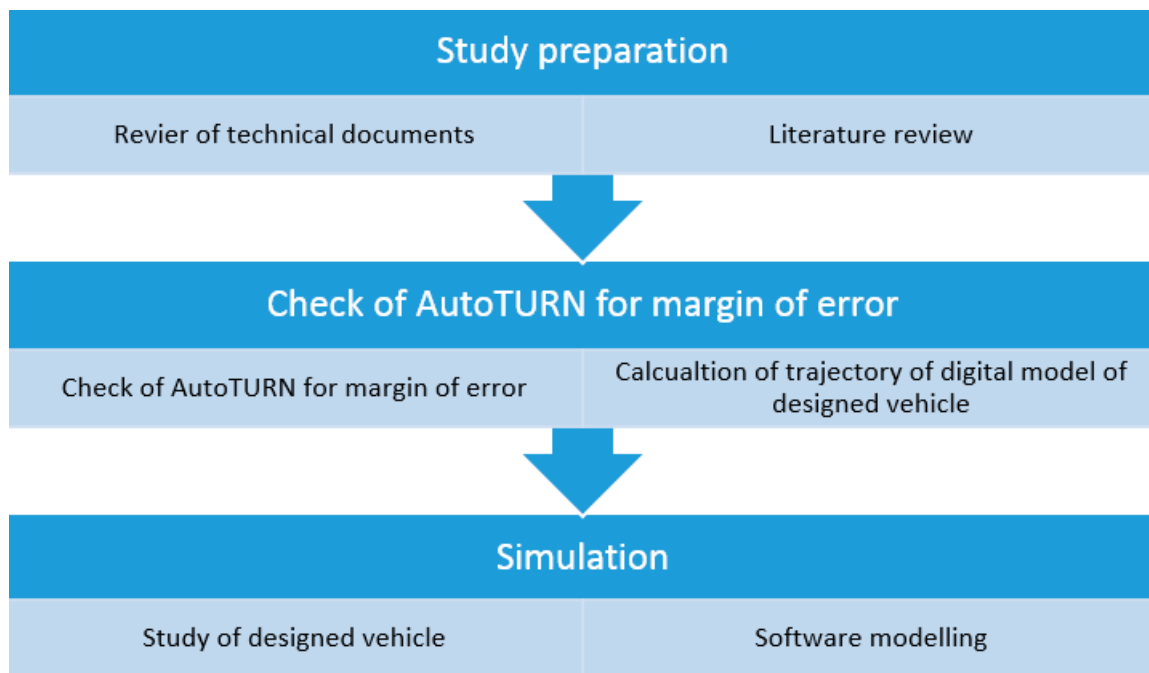 Study preparation
Revier of technical documents
Literature review
Check of AutoTURN for margin of error
Check of AutoTURN for margin of error
Calcualtion of trajectory of digital model of
designed vehicle
Simulation
Study of designed vehicle
Software modelling